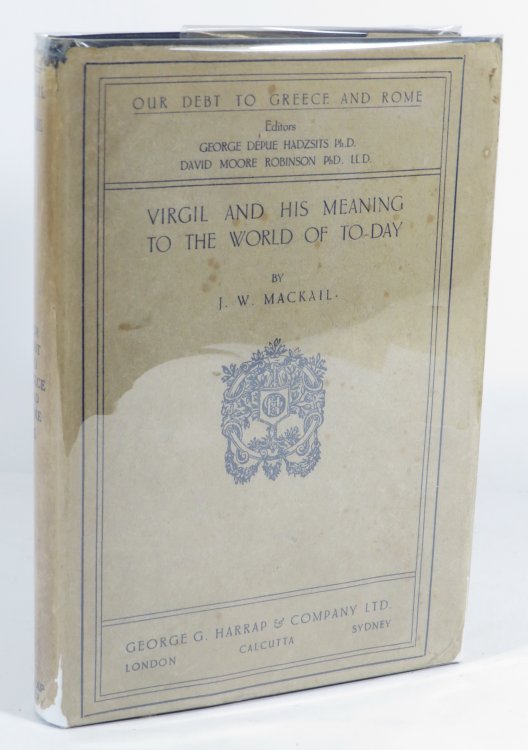 OUR DEBT TO GREECE AND ROME
Editors
GEORGE DEPUE HADZSITS Ph.D.
DAVID MOORE ROBINSON PhD. LL.D.
VIRGIL AND HIS MEANING
TO THE WORLD OF TO-DAY
BY
J. W. MACKAIL.
GEORGE G. HARRAP & COMPANY LTD.
LONDON CALCUTTA SYDNEY